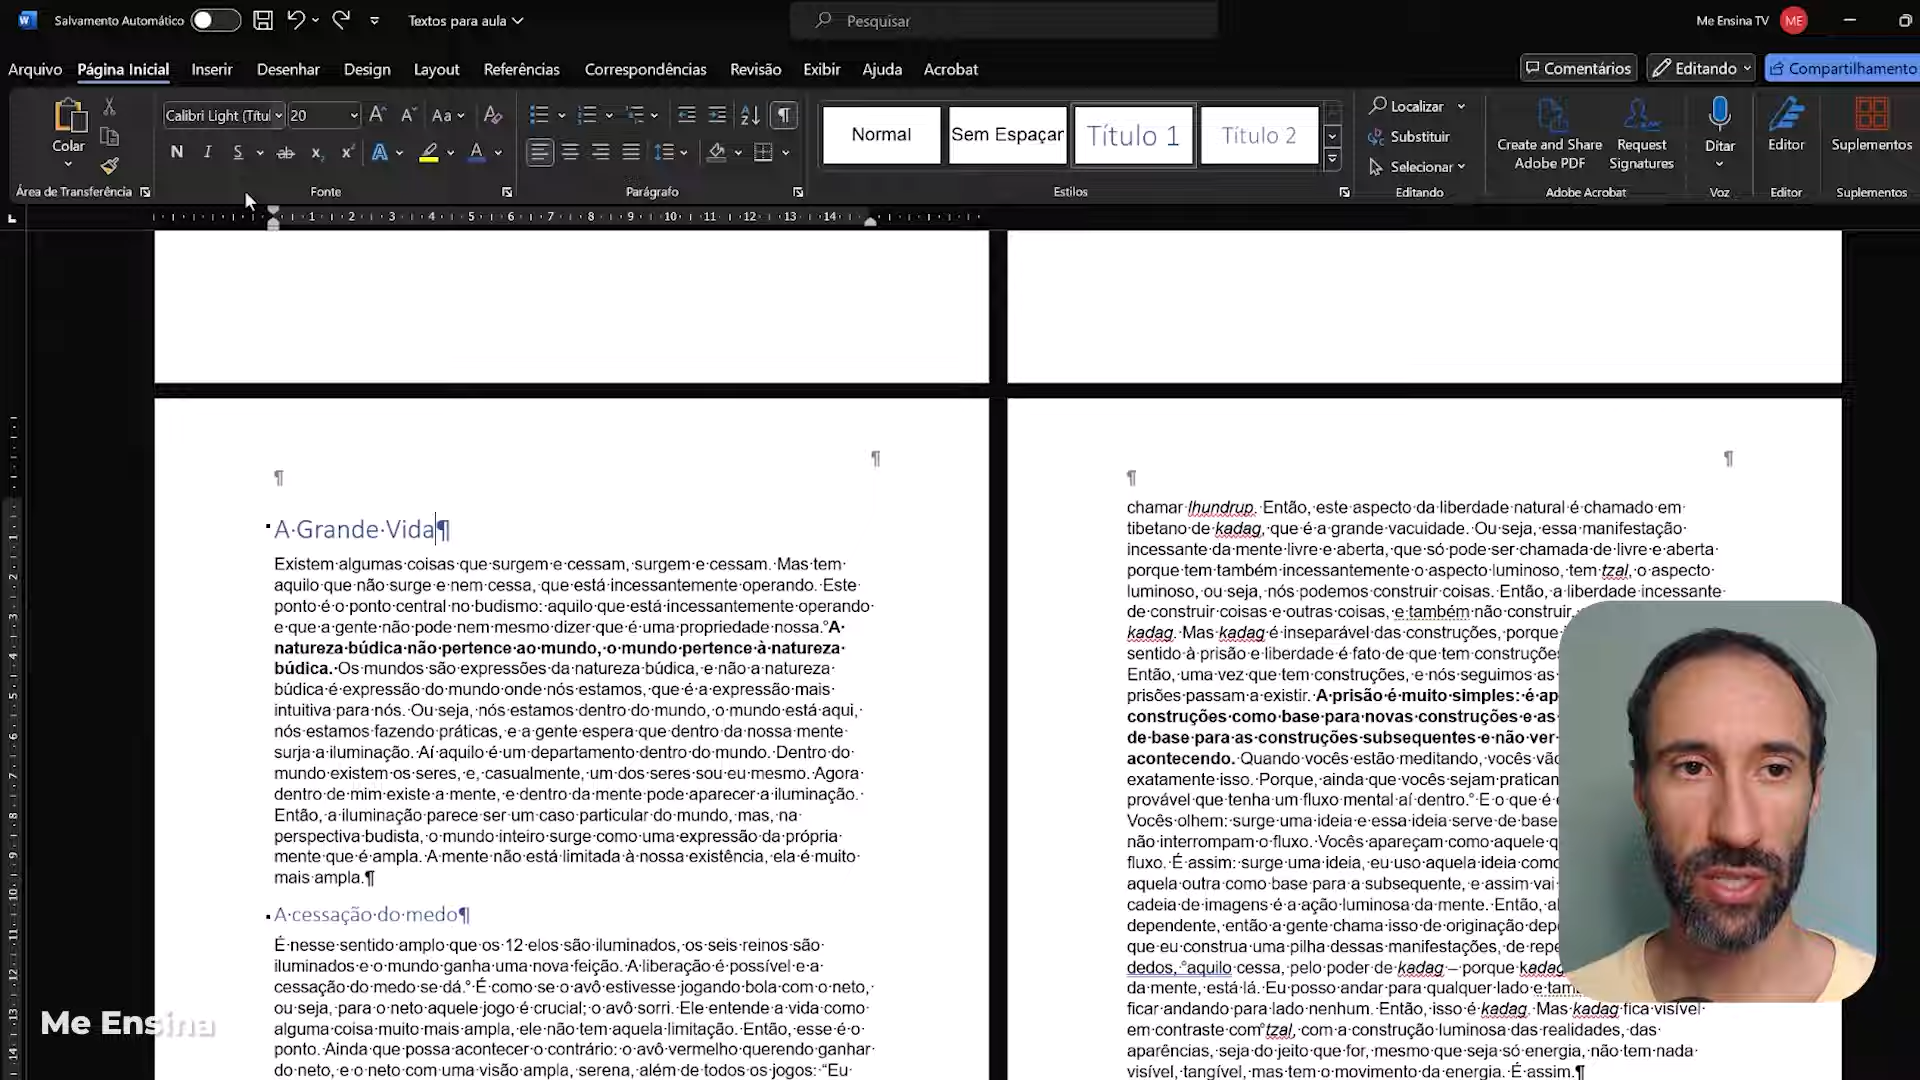 Salvamento Automático
Textos para aula
Pesquisar
Me Ensina TV
ME
Arquivo
Página Inicial
Inserir
Desenhar
Design
Layout
Referências
Correspondências
Revisão
Exibir
Ajuda
Acrobat
Comentários
Editando
Compartilhamento
Colar
Área de Transferência
Calibri Light (Títul
20
Fonte
Parágrafo
Normal
Sem Espaçar
Título 1
Título 2
Estilos
Localizar
Substituir
Selecionar
Editando
Create and Share
Adobe PDF
Request
Signatures
Adobe Acrobat
Ditar
Voz
Editor
Editor
Suplementos
Suplementos
1 2 3 4 5 6 7 8 9 10 11 12 13 14
A·Grande·Vida¶
Existem·algumas·coisas·que·surgem·e·cessam,·surgem·e·cessam.·Mas·tem·
aquilo·que·não·surge·e·nem·cessa,·que·está·incessantemente·operando.·Este·
ponto·é·o·ponto·central·no·budismo:·aquilo·que·está·incessantemente·operando·
e·que·a·gente·não·pode·nem·mesmo·dizer·que·é·uma·propriedade·nossa.°A·
natureza·búdica·não·pertence·ao·mundo,·o·mundo·pertence·à·natureza·
búdica.·Os·mundos·são·expressões·da·natureza·búdica,·e·não·a·natureza·
búdica·é·expressão·do·mundo·onde·nós·estamos,·que·é·a·expressão·mais·
intuitiva·para·nós.·Ou·seja,·nós·estamos·dentro·do·mundo,·o·mundo·está·aqui,·
nós·estamos·fazendo·práticas,·e·a·gente·espera·que·dentro·da·nossa·mente·
surja·a·iluminação.·Aí·aquilo·é·um·departamento·dentro·do·mundo.·Dentro·do·
mundo·existem·os·seres,·e,·casualmente,·um·dos·seres·sou·eu·mesmo.·Agora·
dentro·de·mim·existe·a·mente,·e·dentro·da·mente·pode·aparecer·a·iluminação.·
Então,·a·iluminação·parece·ser·um·caso·particular·do·mundo,·mas,·na·
perspectiva·budista,·o·mundo·inteiro·surge·como·uma·expressão·da·própria·
mente·que·é·ampla.·A·mente·não·está·limitada·à·nossa·existência,·ela·é·muito·
mais·ampla.¶
A·cessação·do·medo¶
É·nesse·sentido·amplo·que·os·12·elos·são·iluminados,·os·seis·reinos·são·
iluminados·e·o·mundo·ganha·uma·nova·feição.·A·liberação·é·possível·e·a·
cessação·do·medo·se·dá.°·É·como·se·o·avô·estivesse·jogando·bola·com·o·neto,·
ou·seja,·para·o·neto·aquele·jogo·é·crucial;·o·avô·sorri.·Ele·entende·a·vida·como·
alguma·coisa·muito·mais·ampla,·ele·não·tem·aquela·limitação.·Então,·esse·é·o·
ponto.·Ainda·que·possa·acontecer·o·contrário:·o·avô·vermelho·querendo·ganhar·
do·neto,·e·o·neto·com·uma·visão·ampla,·serena,·além·de·todos·os·jogos:·“Eu·
chamar·lhundrup.·Então,·este·aspecto·da·liberdade·natural·é·chamado·em·
tibetano·de·kadag,·que·é·a·grande·vacuidade.·Ou·seja,·essa·manifestação·
incessante·da·mente·livre·e·aberta,·que·só·pode·ser·chamada·de·livre·e·aberta·
porque·tem·também·incessantemente·o·aspecto·luminoso,·tem·tzal,·o·aspecto·
luminoso,·ou·seja,·nós·podemos·construir·coisas.·Então,·a·liberdade·incessante·
de·construir·coisas·e·outras·coisas,·e·também·não·construir,
kadag.·Mas·kadag·é·inseparável·das·construções,·porque
sentido·à·prisão·e·liberdade·é·fato·de·que·tem·construções
Então,·uma·vez·que·tem·construções,·e·nós·seguimos·as
prisões·passam·a·existir.·A·prisão·é·muito·simples:·é·ap
construções·como·base·para·novas·construções·e·as
de·base·para·as·construções·subsequentes·e·não·ver
acontecendo.·Quando·vocês·estão·meditando,·vocês·vão
exatamente·isso.·Porque,·ainda·que·vocês·sejam·pratican
provável·que·tenha·um·fluxo·mental·aí·dentro.°·E·o·que·é
Vocês·olhem:·surge·uma·ideia·e·essa·ideia·serve·de·base
não·interrompam·o·fluxo.·Vocês·apareçam·como·aquele·q
fluxo.·É·assim:·surge·uma·ideia,·eu·uso·aquela·ideia·como
aquela·outra·como·base·para·a·subsequente,·e·assim·vai
cadeia·de·imagens·é·a·ação·luminosa·da·mente.·Então,·a
dependente,·então·a·gente·chama·isso·de·originação·dep
que·eu·construa·uma·pilha·dessas·manifestações,·de·repe
dedos,°aquilo·cessa,·pelo·poder·de·kadag·–·porque·kadag
da·mente,·está·lá.·Eu·posso·andar·para·qualquer·lado·e·tam
ficar·andando·para·lado·nenhum.·Então,·isso·é·kadag.·Mas·kadag·fica·visível·
em·contraste·com°tzal,·com·a·construção·luminosa·das·realidades,·das·
aparências,·seja·do·jeito·que·for,·mesmo·que·seja·só·energia,·não·tem·nada·
visível,·tangível,·mas·tem·o·movimento·da·energia.·É·assim.¶
Me Ensina